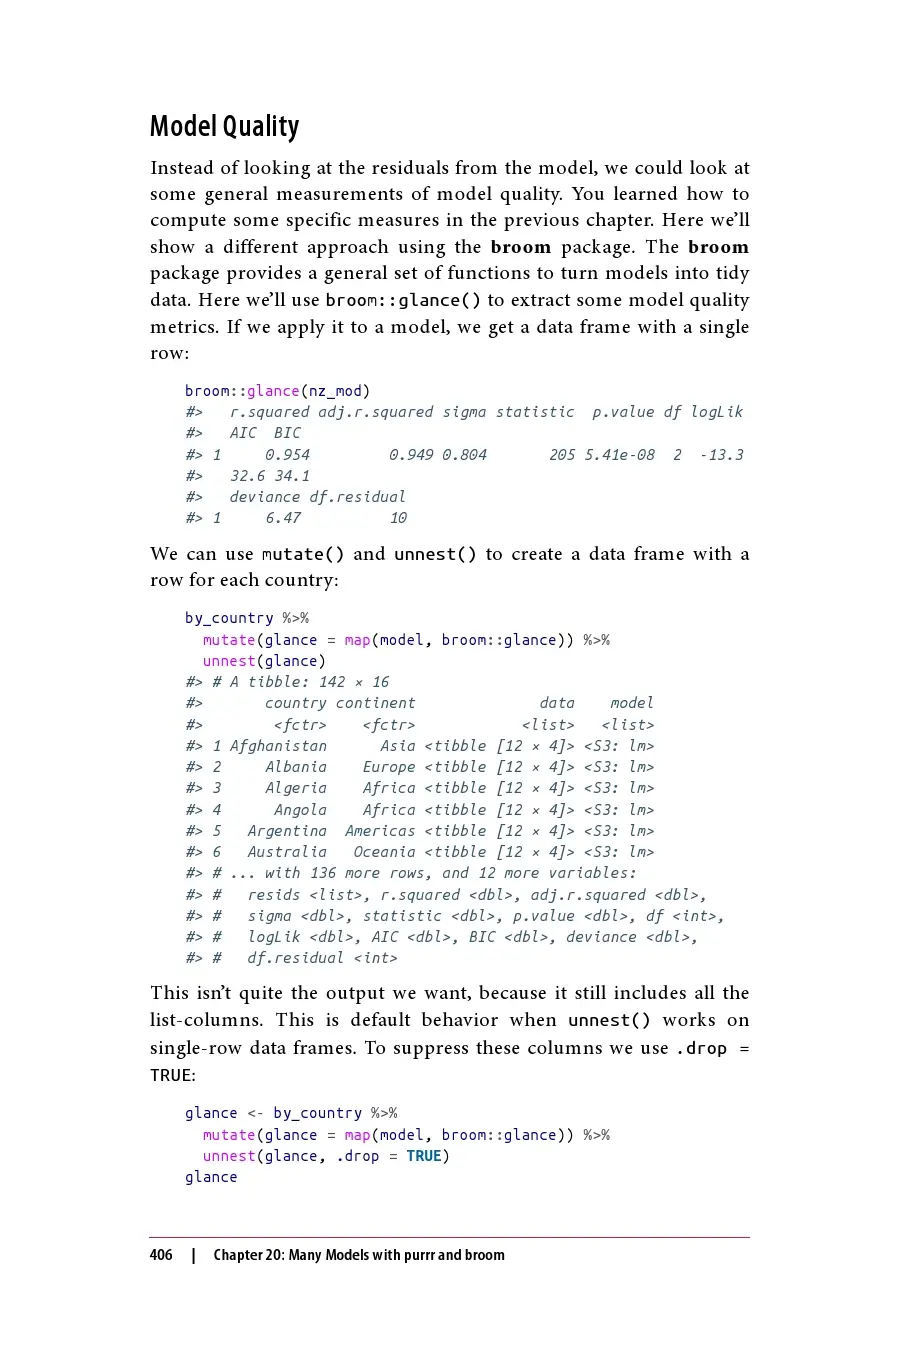 Model Quality
Instead of looking at the residuals from the model, we could look at
some general measurements of model quality. You learned how to
compute some specific measures in the previous chapter. Here we’ll
show a different approach using the broom package. The broom
package provides a general set of functions to turn models into tidy
data. Here we’ll use broom::glance() to extract some model quality
metrics. If we apply it to a model, we get a data frame with a single
row:
broom::glance(nz_mod)
#>   r.squared adj.r.squared sigma statistic  p.value df logLik
#>   AIC  BIC
#> 1     0.954         0.949 0.804       205 5.41e-08  2  -13.3
#>   32.6 34.1
#>   deviance df.residual
#> 1     6.47          10
We can use mutate() and unnest() to create a data frame with a
row for each country:
by_country %>%
  mutate(glance = map(model, broom::glance)) %>%
  unnest(glance)
#> # A tibble: 142 × 16
#>       country continent              data    model
#>        <fctr>    <fctr>            <list>   <list>
#> 1 Afghanistan      Asia <tibble [12 × 4]> <S3: lm>
#> 2     Albania    Europe <tibble [12 × 4]> <S3: lm>
#> 3     Algeria    Africa <tibble [12 × 4]> <S3: lm>
#> 4      Angola    Africa <tibble [12 × 4]> <S3: lm>
#> 5   Argentina  Americas <tibble [12 × 4]> <S3: lm>
#> 6   Australia   Oceania <tibble [12 × 4]> <S3: lm>
#> # ... with 136 more rows, and 12 more variables:
#> #   resids <list>, r.squared <dbl>, adj.r.squared <dbl>,
#> #   sigma <dbl>, statistic <dbl>, p.value <dbl>, df <int>,
#> #   logLik <dbl>, AIC <dbl>, BIC <dbl>, deviance <dbl>,
#> #   df.residual <int>
This isn’t quite the output we want, because it still includes all the
list-columns. This is default behavior when unnest() works on
single-row data frames. To suppress these columns we use .drop =
TRUE:
glance <- by_country %>%
  mutate(glance = map(model, broom::glance)) %>%
  unnest(glance, .drop = TRUE)
glance
406 | Chapter 20: Many Models with purrr and broom